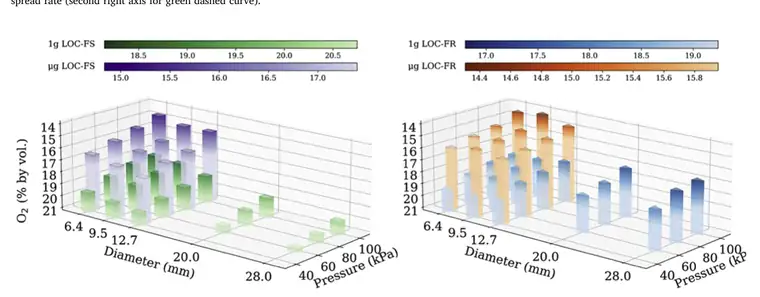 spread rate (second right axis for green dashed curve).
1g LOC-FS
18.5 19.0 19.5 20.0 20.5
μg LOC-FS
15.0 15.5 16.0 16.5 17.0
1g LOC-FR
17.0 17.5 18.0 18.5 19.0
μg LOC-FR
14.4 14.6 14.8 15.0 15.2 15.4 15.6 15.8
O2 (% by vol.)
14
15
16
17
18
19
20
21
6.4 9.5 12.7 20.0 28.0
Diameter (mm)
40 60 80 100
Pressure (kPa)
14
15
16
17
18
19
20
21
6.4 9.5 12.7 20.0 28.0
Diameter (mm)
40 60 80 100
Pressure (kP